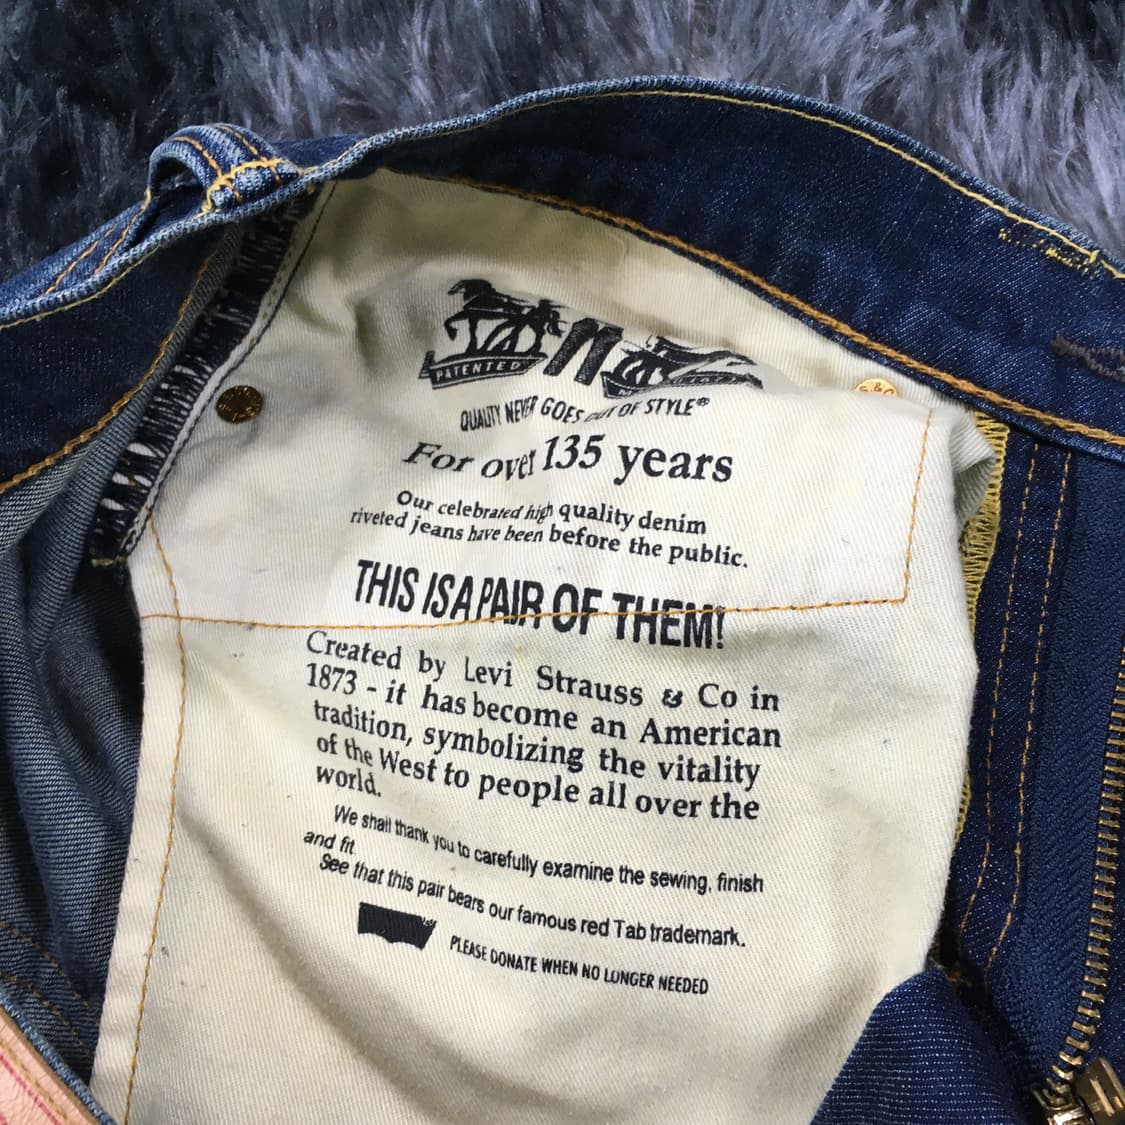 PATENTED
QUALITY NEVER GOES OUT OF STYLE®
For over 135 years
Our celebrated high quality denim
riveted jeans have been before the public.
THIS IS A PAIR OF THEM!
Created by Levi Strauss & Co in
1873 - it has become an American
tradition, symbolizing the vitality
of the West to people all over the
world.
We shall thank you to carefully examine the sewing, finish
and fit.
See that this pair bears our famous red Tab trademark.
PLEASE DONATE WHEN NO LONGER NEEDED